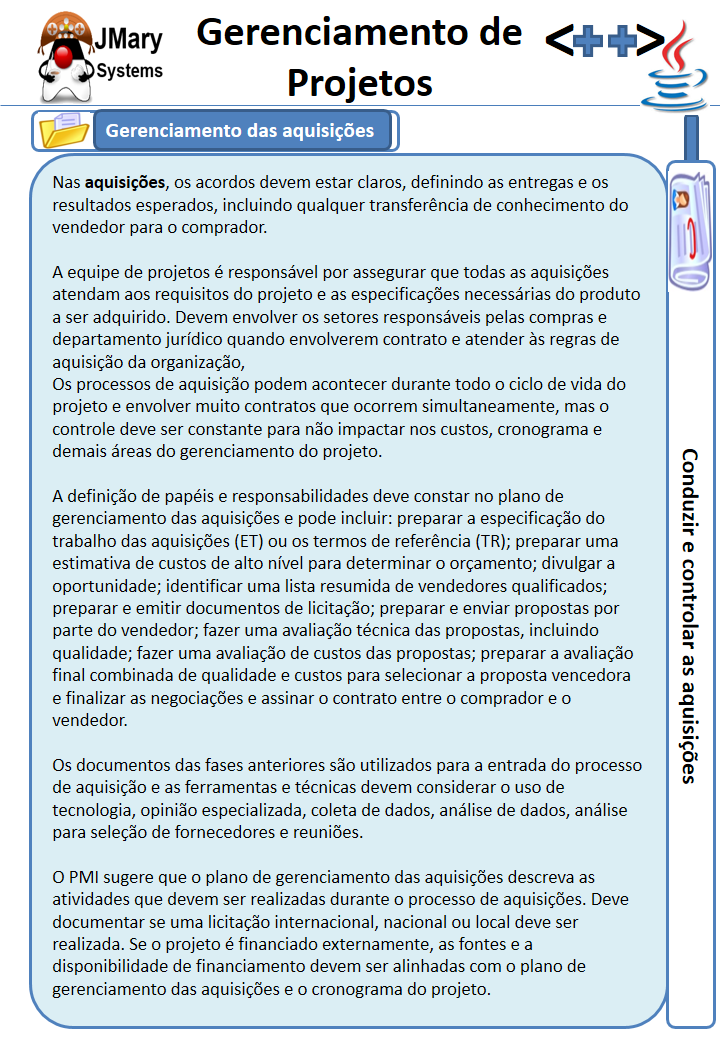 JMary
Systems
Gerenciamento de
Projetos
<++>
Gerenciamento das aquisições
Nas aquisições, os acordos devem estar claros, definindo as entregas e os
resultados esperados, incluindo qualquer transferência de conhecimento do
vendedor para o comprador.
A equipe de projetos é responsável por assegurar que todas as aquisições
atendam aos requisitos do projeto e as especificações necessárias do produto
a ser adquirido. Devem envolver os setores responsáveis pelas compras e
departamento jurídico quando envolverem contrato e atender às regras de
aquisição da organização,
Os processos de aquisição podem acontecer durante todo o ciclo de vida do
projeto e envolver muito contratos que ocorrem simultaneamente, mas o
controle deve ser constante para não impactar nos custos, cronograma e
demais áreas do gerenciamento do projeto.
A definição de papéis e responsabilidades deve constar no plano de
gerenciamento das aquisições e pode incluir: preparar a especificação do
trabalho das aquisições (ET) ou os termos de referência (TR); preparar uma
estimativa de custos de alto nível para determinar o orçamento; divulgar a
oportunidade; identificar uma lista resumida de vendedores qualificados;
preparar e emitir documentos de licitação; preparar e enviar propostas por
parte do vendedor; fazer uma avaliação técnica das propostas, incluindo
qualidade; fazer uma avaliação de custos das propostas; preparar a avaliação
final combinada de qualidade e custos para selecionar a proposta vencedora
e finalizar as negociações e assinar o contrato entre o comprador e o
vendedor.
Os documentos das fases anteriores são utilizados para a entrada do processo
de aquisição e as ferramentas e técnicas devem considerar o uso de
tecnologia, opinião especializada, coleta de dados, análise de dados, análise
para seleção de fornecedores e reuniões.
O PMI sugere que o plano de gerenciamento das aquisições descreva as
atividades que devem ser realizadas durante o processo de aquisições. Deve
documentar se uma licitação internacional, nacional ou local deve ser
realizada. Se o projeto é financiado externamente, as fontes e a
disponibilidade de financiamento devem ser alinhadas com o plano de
gerenciamento das aquisições e o cronograma do projeto.
Conduzir e controlar as aquisições